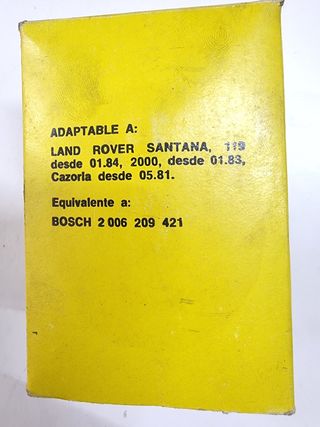 ADAPTABLE A:
LAND ROVER SANTANA, 119
desde 01.84, 2000, desde 01.83,
Cazorla desde 05.81.
Equivalente a:
BOSCH 2 006 209 421